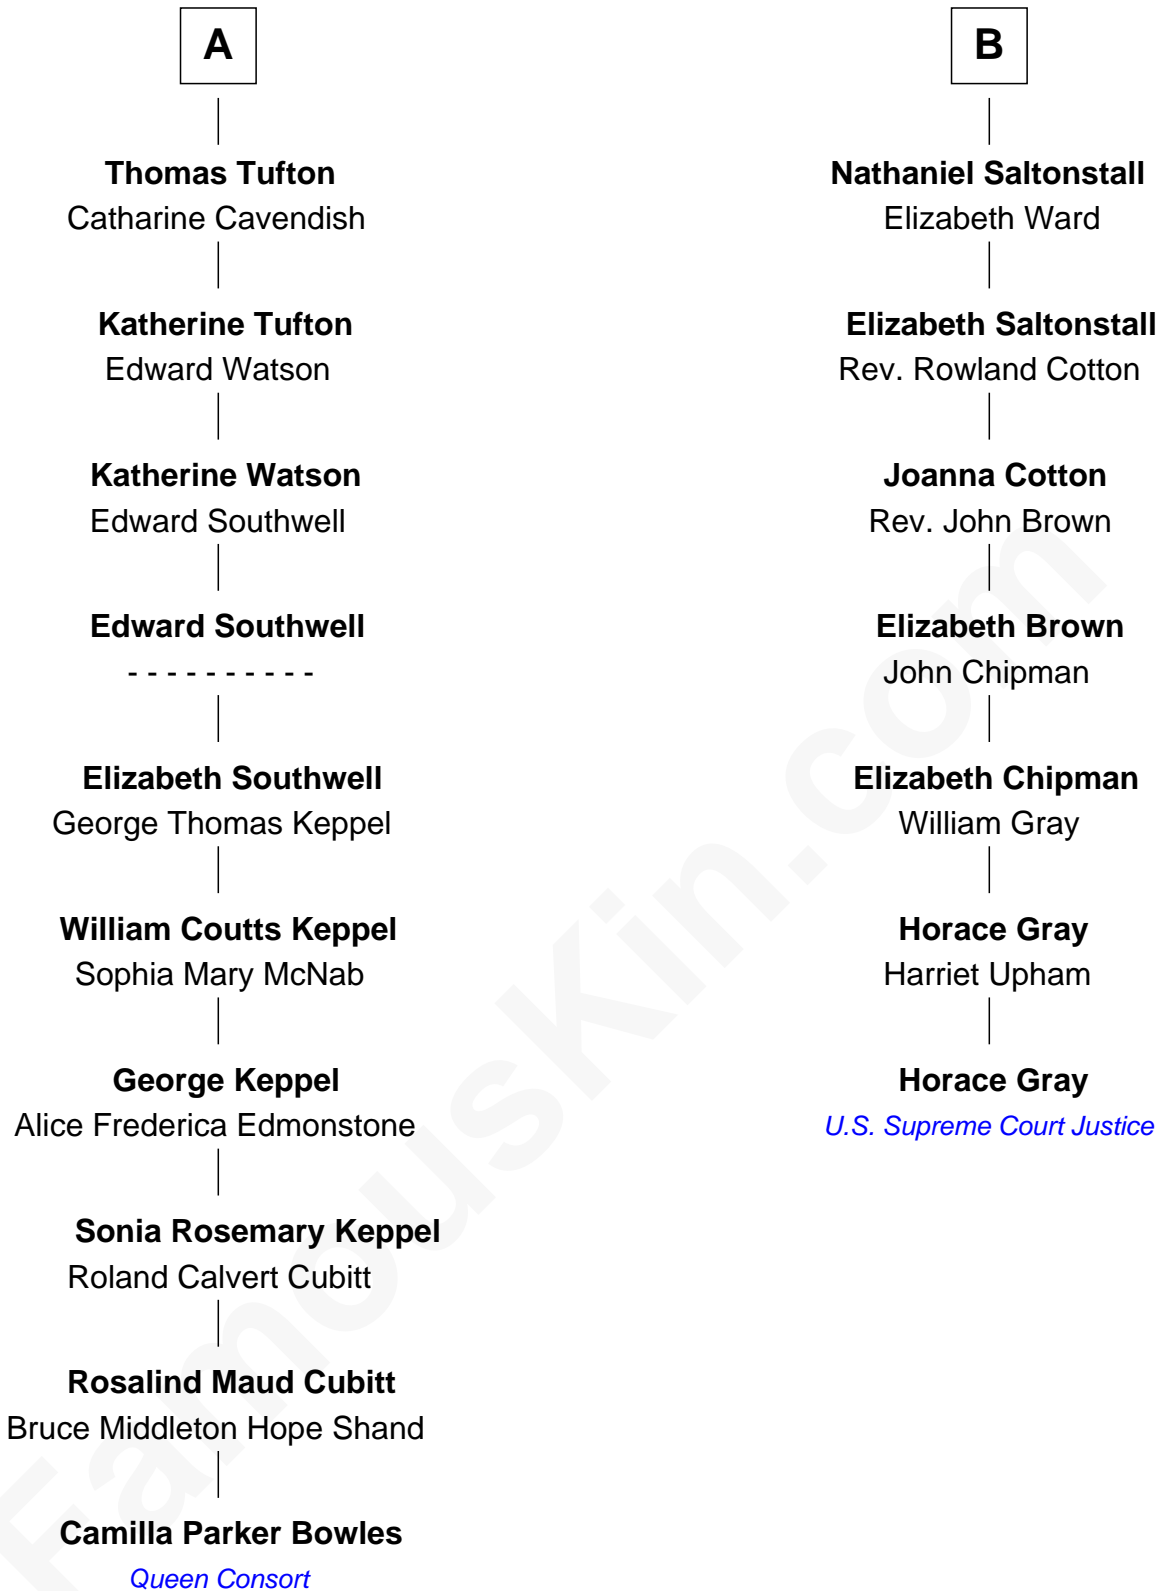 A
Thomas Tufton
Catharine Cavendish
Katherine Tufton
Edward Watson
Katherine Watson
Edward Southwell
Edward Southwell
- - - - - - - - - -
Elizabeth Southwell
George Thomas Keppel
William Coutts Keppel
Sophia Mary McNab
George Keppel
Alice Frederica Edmonstone
Sonia Rosemary Keppel
Roland Calvert Cubitt
Rosalind Maud Cubitt
Bruce Middleton Hope Shand
Camilla Parker Bowles
Queen Consort
B
Nathaniel Saltonstall
Elizabeth Ward
Elizabeth Saltonstall
Rev. Rowland Cotton
Joanna Cotton
Rev. John Brown
Elizabeth Brown
John Chipman
Elizabeth Chipman
William Gray
Horace Gray
Harriet Upham
Horace Gray
U.S. Supreme Court Justice
FamousKin.com